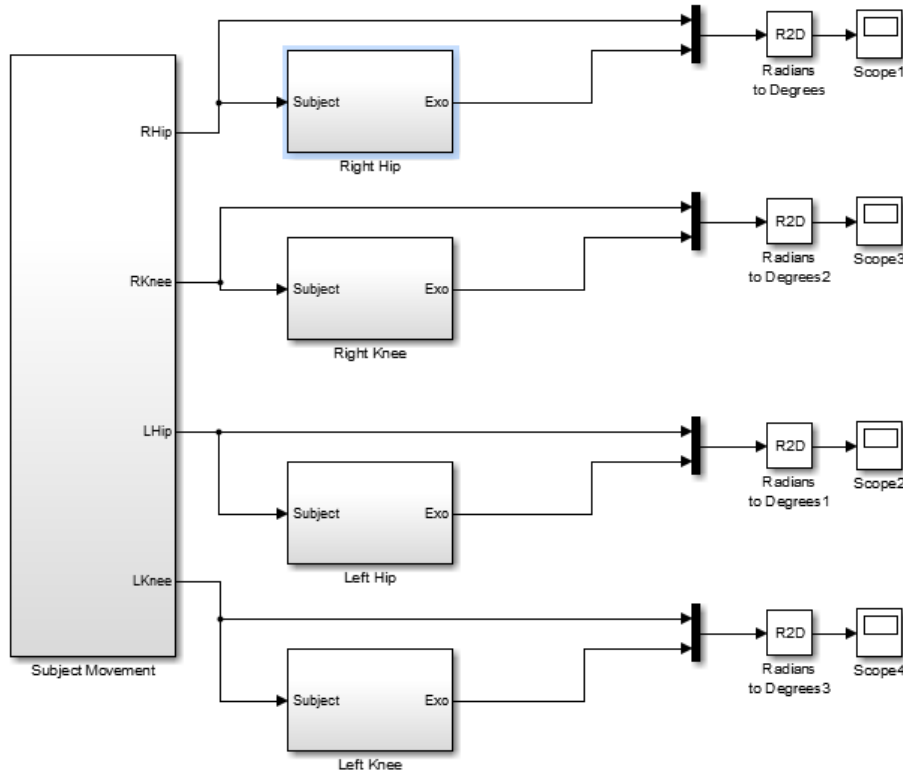 R2D
Radians
to Degrees
Scope1
RHip
Subject
Exo
Right Hip
R2D
Radians
to Degrees2
Scope3
RKnee
Subject
Exo
Right Knee
LHip
R2D
Radians
to Degrees1
Scope2
Subject
Exo
Left Hip
LKnee
Subject Movement
R2D
Radians
to Degrees3
Scope4
Subject
Exo
Left Knee